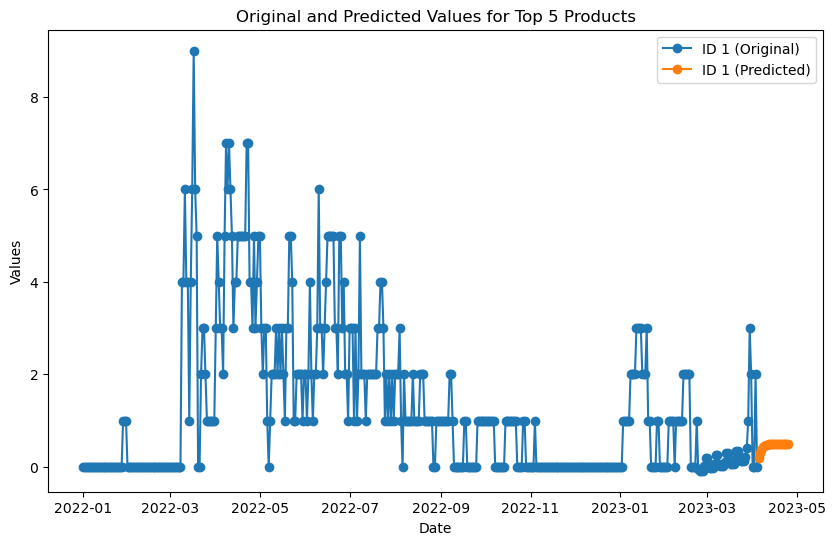 Original and Predicted Values for Top 5 Products
ID 1 (Original)
ID 1 (Predicted)
Values
8
6
4
2
0
2022-01 2022-03 2022-05 2022-07 2022-09 2022-11 2023-01 2023-03 2023-05
Date